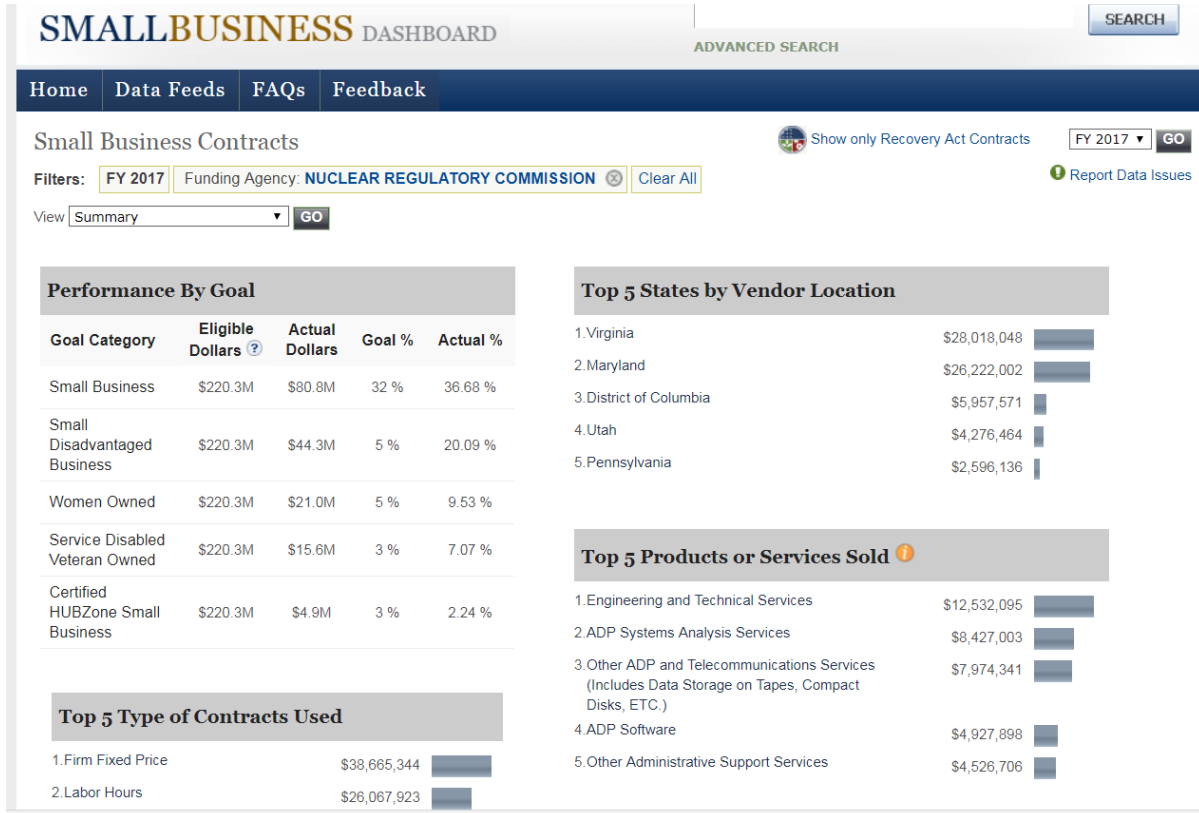 SMALLBUSINESS DASHBOARD
SEARCH
ADVANCED SEARCH
Home Data Feeds FAQs Feedback
Small Business Contracts
Show only Recovery Act Contracts
FY 2017 GO
Filters: FY 2017 Funding Agency: NUCLEAR REGULATORY COMMISSION Clear All
Report Data Issues
View Summary GO
Performance By Goal
Goal Category Eligible Dollars ? Actual Dollars Goal % Actual %
Small Business $220.3M $80.8M 32 % 36.68 %
Small Disadvantaged Business $220.3M $44.3M 5 % 20.09 %
Women Owned $220.3M $21.0M 5 % 9.53 %
Service Disabled Veteran Owned $220.3M $15.6M 3 % 7.07 %
Certified HUBZone Small Business $220.3M $4.9M 3 % 2.24 %
Top 5 Type of Contracts Used
1.Firm Fixed Price $38,665,344
2.Labor Hours $26,067,923
Top 5 States by Vendor Location
1.Virginia $28,018,048
2.Maryland $26,222,002
3.District of Columbia $5,957,571
4.Utah $4,276,464
5.Pennsylvania $2,596,136
Top 5 Products or Services Sold i
1.Engineering and Technical Services $12,532,095
2.ADP Systems Analysis Services $8,427,003
3.Other ADP and Telecommunications Services $7,974,341
(Includes Data Storage on Tapes, Compact
Disks, ETC.)
4.ADP Software $4,927,898
5.Other Administrative Support Services $4,526,706